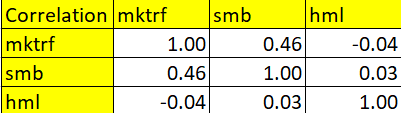 Correlation mktrf smb hml
mktrf 1.00 0.46 -0.04
smb 0.46 1.00 0.03
hml -0.04 0.03 1.00